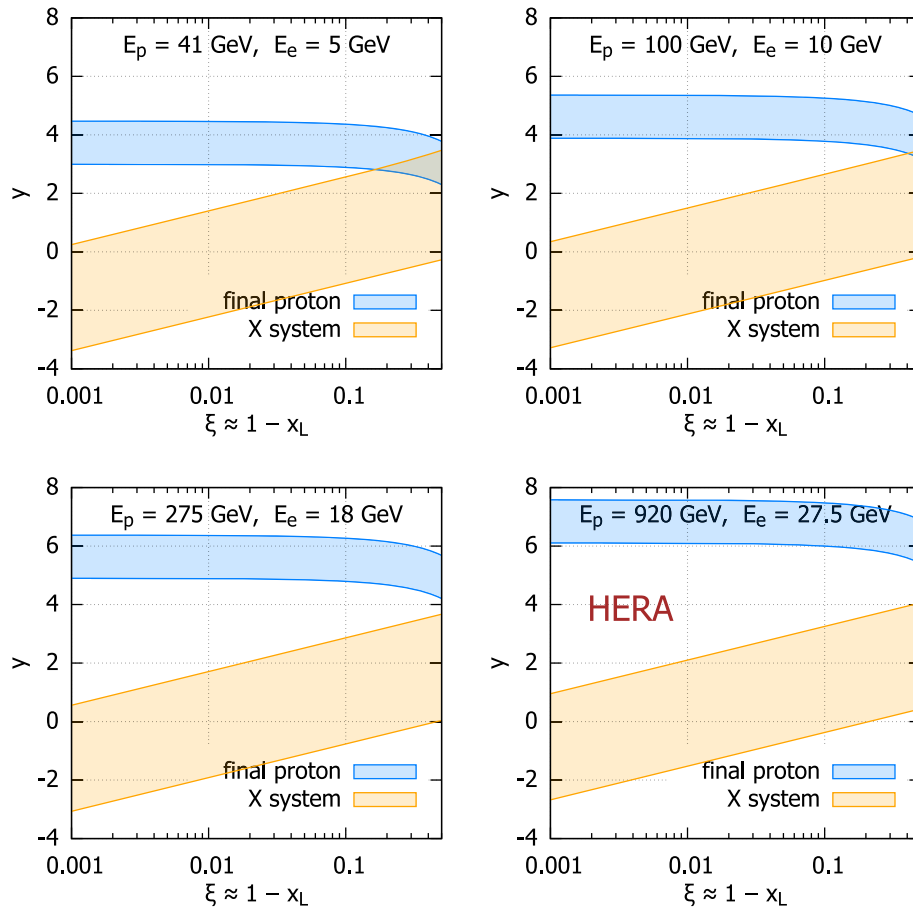 E_p = 41 GeV, E_e = 5 GeV
y
8
6
4
2
0
-2
-4
final proton
X system
0.001
0.01
0.1
ξ ≈ 1 − x_L
E_p = 100 GeV, E_e = 10 GeV
y
8
6
4
2
0
-2
-4
final proton
X system
0.001
0.01
0.1
ξ ≈ 1 − x_L
E_p = 275 GeV, E_e = 18 GeV
y
8
6
4
2
0
-2
-4
final proton
X system
0.001
0.01
0.1
ξ ≈ 1 − x_L
E_p = 920 GeV, E_e = 27.5 GeV
HERA
y
8
6
4
2
0
-2
-4
final proton
X system
0.001
0.01
0.1
ξ ≈ 1 − x_L